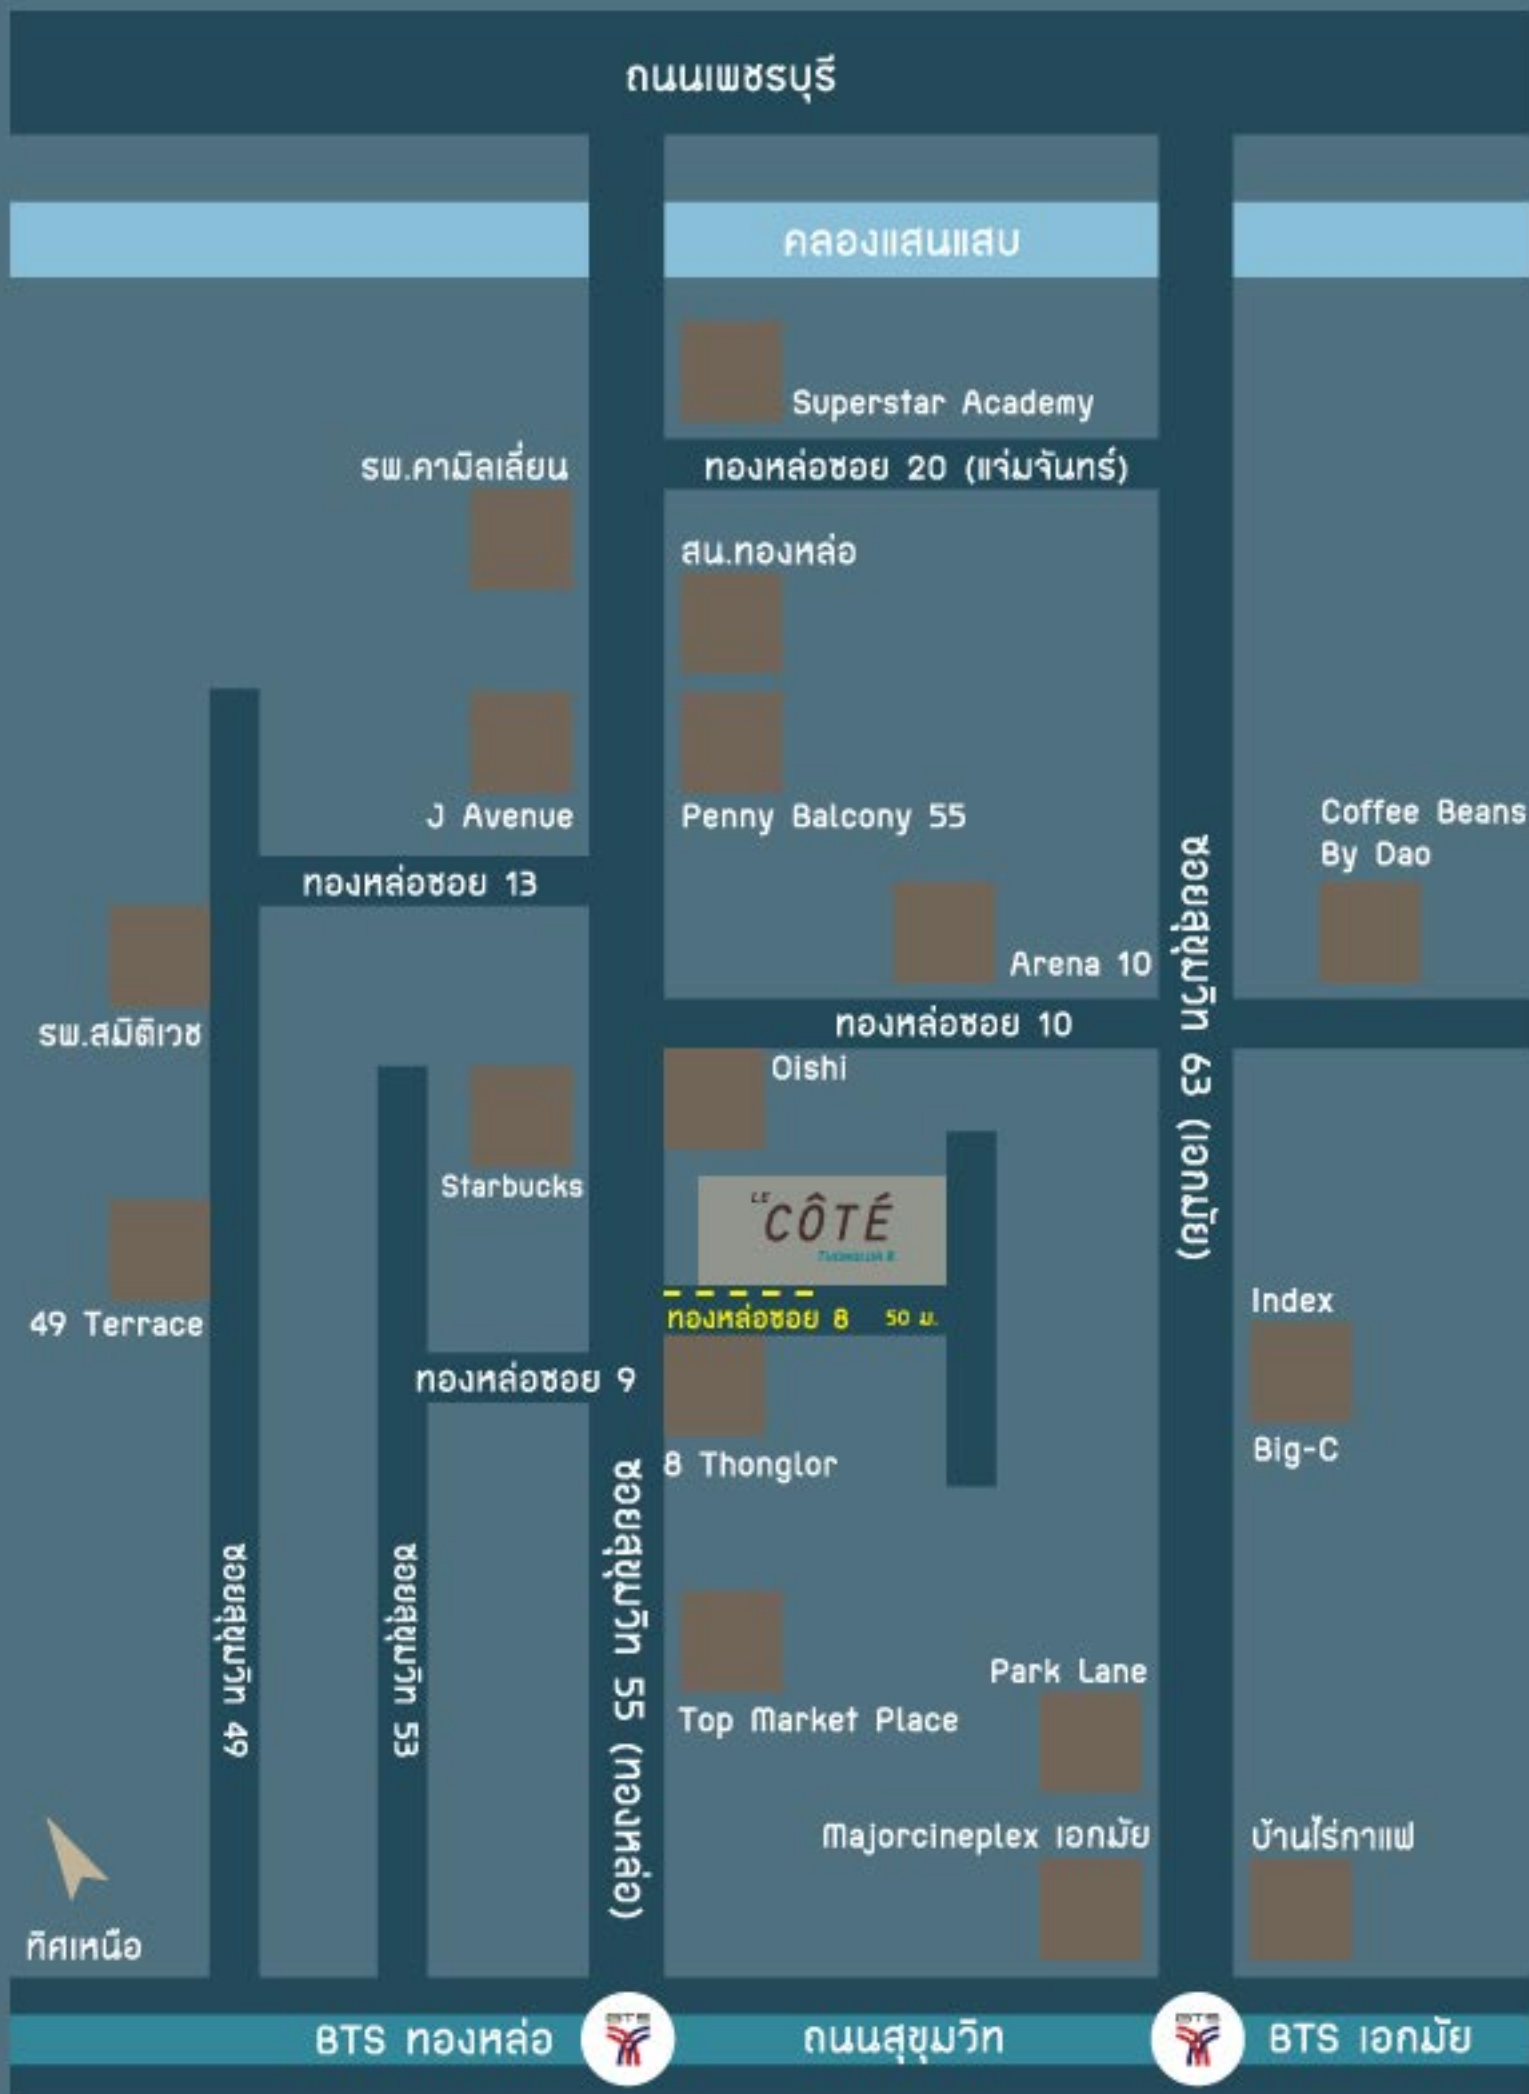 ถนนเพชรบุรี
คลองแสนแสบ
Superstar Academy
รพ.คามิลเลี่ยน
ทองหล่อซอย 20 (แจ่มจันทร์)
สน.ทองหล่อ
J Avenue
Penny Balcony 55
Coffee Beans
By Dao
ทองหล่อซอย 13
ซอยสุขุมวิท 63 (เอกมัย)
Arena 10
รพ.สมิติเวช
ทองหล่อซอย 10
Oishi
Starbucks
LE
CÔTÉ
THONGLOR 8
49 Terrace
ทองหล่อซอย 8 50 ม.
Index
ทองหล่อซอย 9
Big-C
8 Thonglor
ซอยสุขุมวิท 49
ซอยสุขุมวิท 53
ซอยสุขุมวิท 55 (ทองหล่อ)
Park Lane
Top Market Place
Majorcineplex เอกมัย
บ้านไร่กาแฟ
ทิศเหนือ
BTS ทองหล่อ
BTS
ถนนสุขุมวิท
BTS
BTS เอกมัย